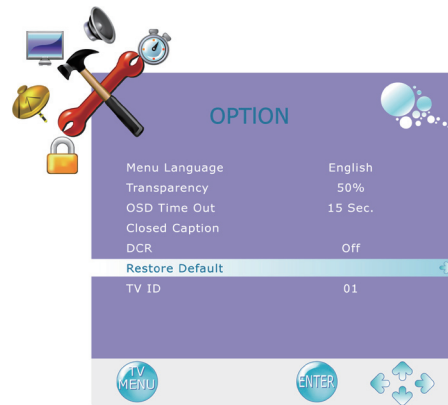 OPTION
Menu Language English
Transparency 50%
OSD Time Out 15 Sec.
Closed Caption
DCR Off
Restore Default
TV ID 01
TV MENU ENTER